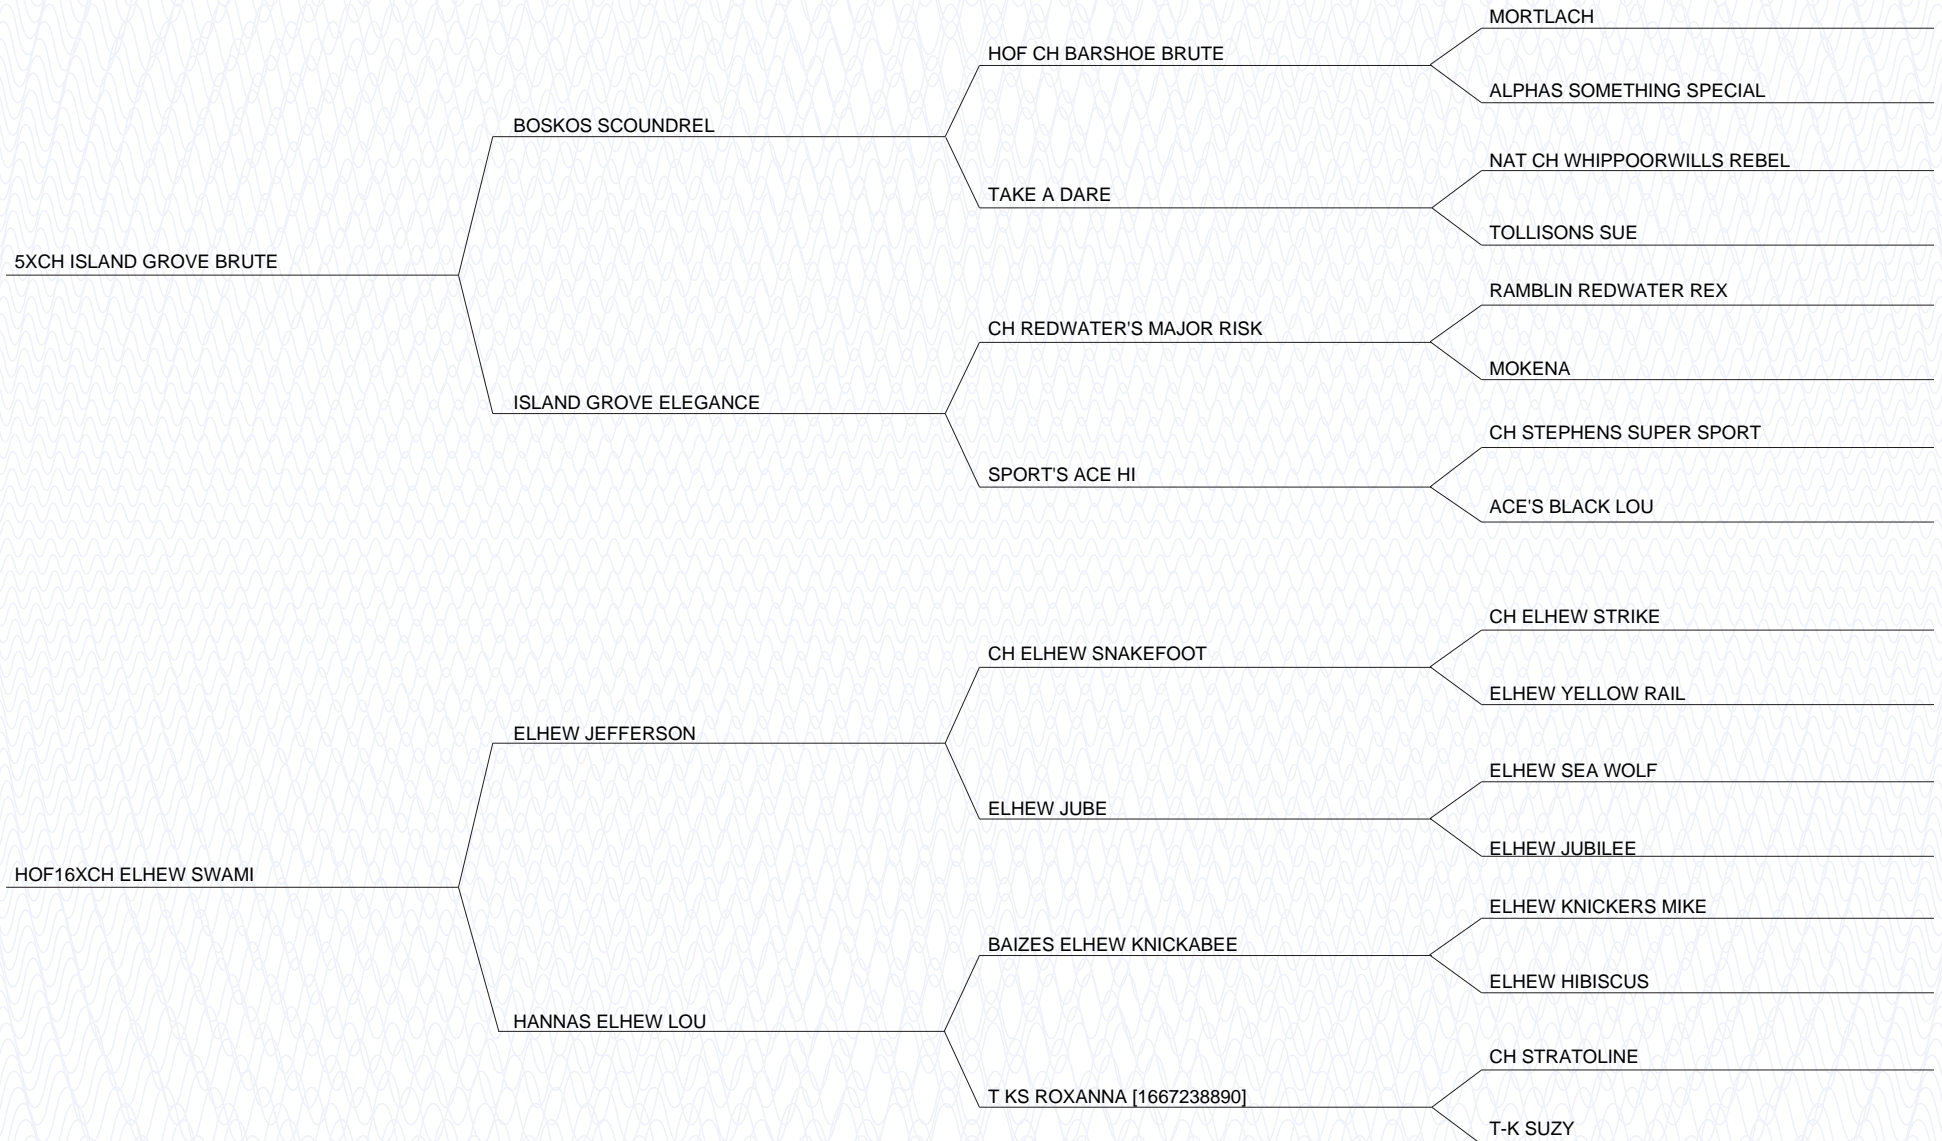 MORTLACH
HOF CH BARSHOE BRUTE
ALPHAS SOMETHING SPECIAL
BOSKOS SCOUNDREL
NAT CH WHIPPOORWILLS REBEL
TAKE A DARE
TOLLISONS SUE
5XCH ISLAND GROVE BRUTE
RAMBLIN REDWATER REX
CH REDWATER'S MAJOR RISK
MOKENA
ISLAND GROVE ELEGANCE
CH STEPHENS SUPER SPORT
SPORT'S ACE HI
ACE'S BLACK LOU
CH ELHEW STRIKE
CH ELHEW SNAKEFOOT
ELHEW YELLOW RAIL
ELHEW JEFFERSON
ELHEW SEA WOLF
ELHEW JUBE
ELHEW JUBILEE
HOF16XCH ELHEW SWAMI
ELHEW KNICKERS MIKE
BAIZES ELHEW KNICKABEE
ELHEW HIBISCUS
HANNAS ELHEW LOU
CH STRATOLINE
T KS ROXANNA [1667238890]
T-K SUZY